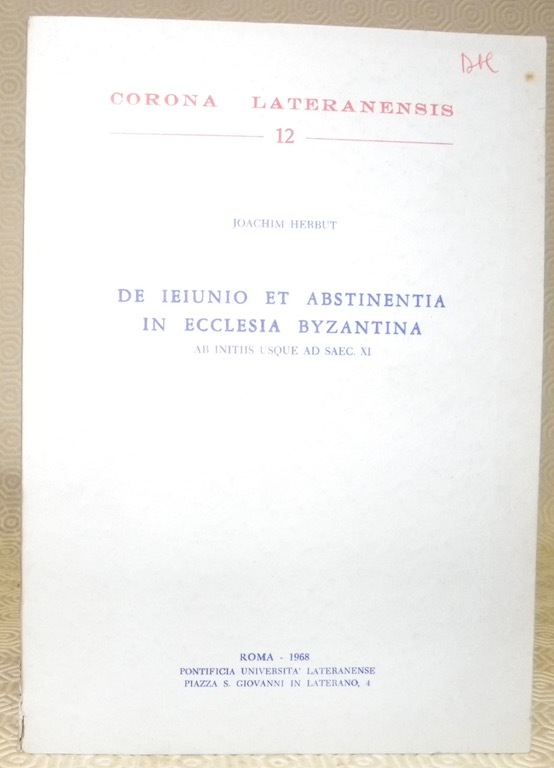 CORONA LATERANENSIS
12
JOACHIM HERBUT
DE IEIUNIO ET ABSTINENTIA
IN ECCLESIA BYZANTINA
AB INITIIS USQUE AD SAEC. XI
ROMA - 1968
PONTIFICIA UNIVERSITA' LATERANENSE
PIAZZA S. GIOVANNI IN LATERANO, 4